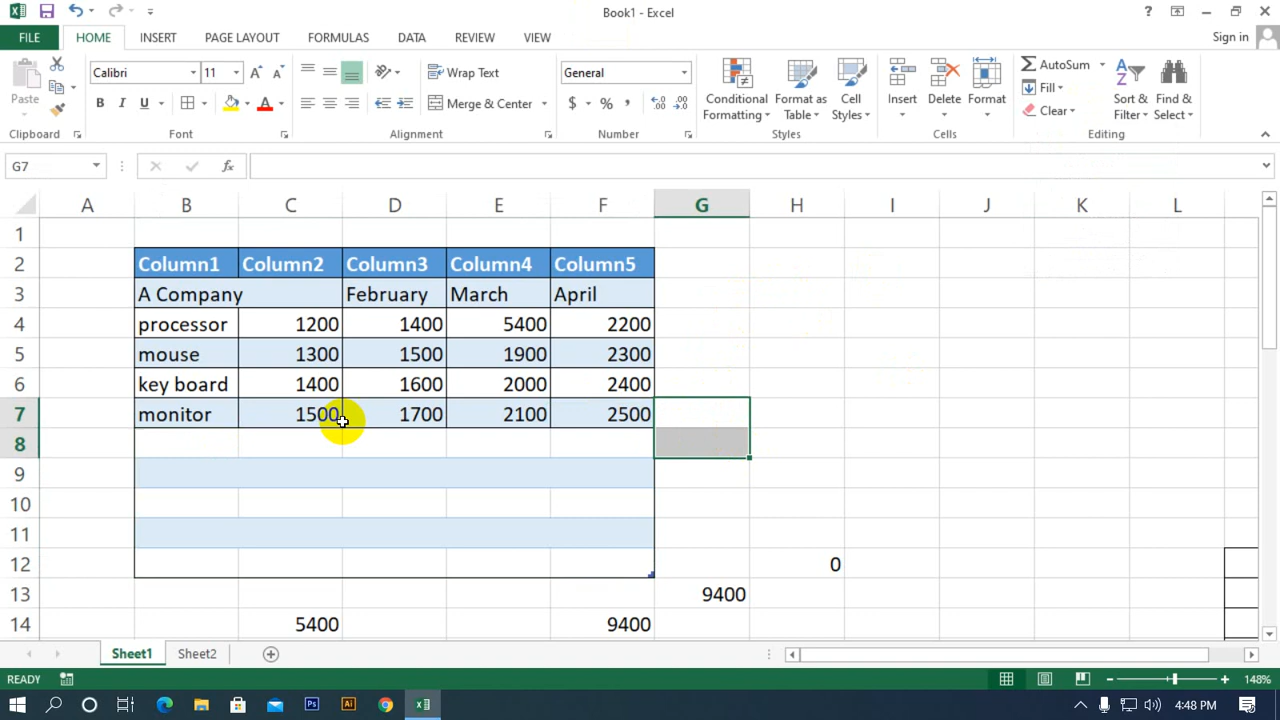 Book1 - Excel
?
FILE HOME INSERT PAGE LAYOUT FORMULAS DATA REVIEW VIEW Sign in
Paste
Calibri 11
B I U A
Wrap Text
Merge & Center
General
$ % ,
Conditional Formatting
Format as Table
Cell Styles
Insert
Delete
Format
AutoSum
Fill
Clear
Sort & Filter
Find & Select
Clipboard Font Alignment Number Styles Cells Editing
G7 fx
A B C D E F G H I J K L
1
2 Column1 Column2 Column3 Column4 Column5
3 A Company February March April
4 processor 1200 1400 5400 2200
5 mouse 1300 1500 1900 2300
6 key board 1400 1600 2000 2400
7 monitor 1500 1700 2100 2500
8
9
10
11
12 0
13 9400
14 5400 9400
Sheet1 Sheet2
READY 148%
Ps Ai 4:48 PM